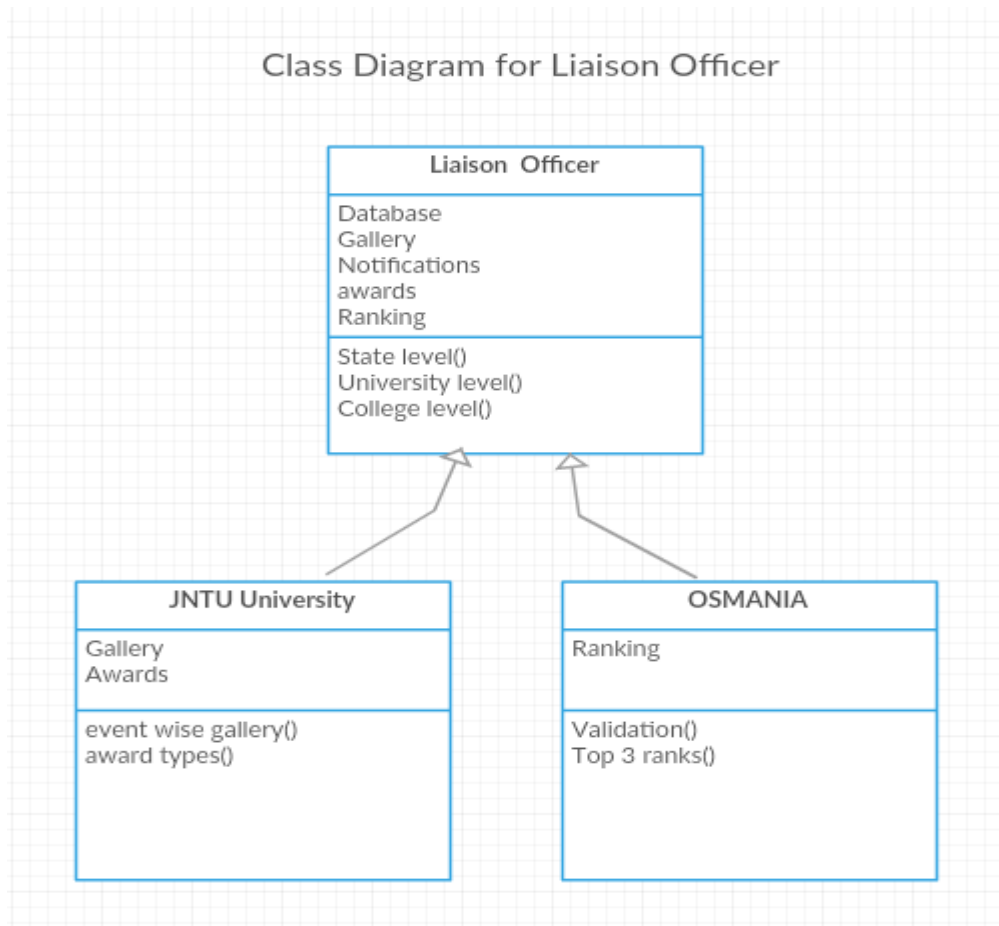 Class Diagram for Liaison Officer
Liaison Officer
Database
Gallery
Notifications
awards
Ranking
State level()
University level()
College level()
JNTU University
Gallery
Awards
event wise gallery()
award types()
OSMANIA
Ranking
Validation()
Top 3 ranks()